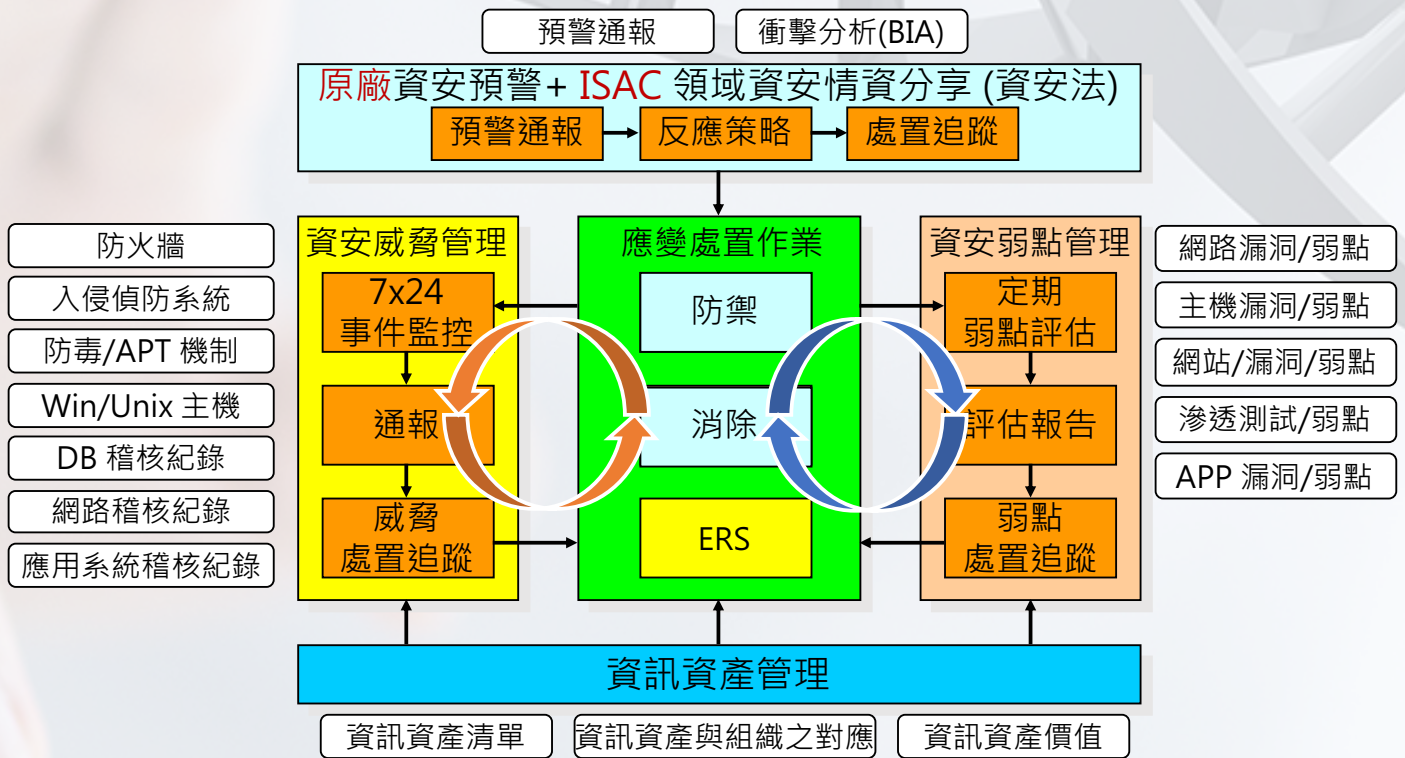 預警通報
衝擊分析(BIA)
原廠資安預警+ ISAC 領域資安情資分享 (資安法)
預警通報
反應策略
處置追蹤
防火牆
入侵偵防系統
防毒/APT 機制
Win/Unix 主機
DB 稽核紀錄
網路稽核紀錄
應用系統稽核紀錄
資安威脅管理
7x24
事件監控
通報
威脅
處置追蹤
應變處置作業
防禦
消除
ERS
資安弱點管理
定期
弱點評估
評估報告
弱點
處置追蹤
網路漏洞/弱點
主機漏洞/弱點
網站/漏洞/弱點
滲透測試/弱點
APP 漏洞/弱點
資訊資產管理
資訊資產清單
資訊資產與組織之對應
資訊資產價值